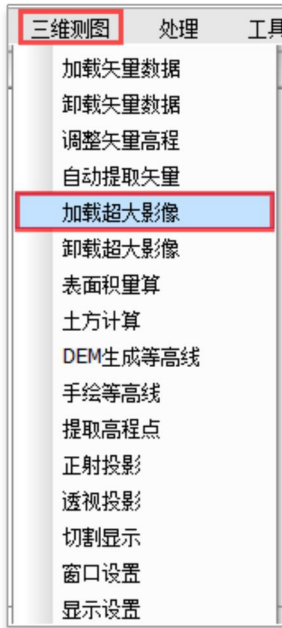 三维测图 处理 工具
加载矢量数据
卸载矢量数据
调整矢量高程
自动提取矢量
加载超大影像
卸载超大影像
表面积量算
土方计算
DEM生成等高线
手绘等高线
提取高程点
正射投影
透视投影
切割显示
窗口设置
显示设置